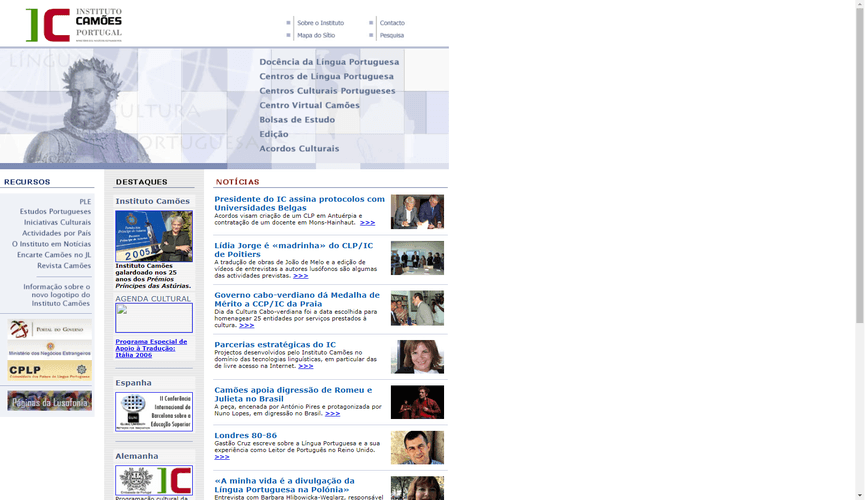 INSTITUTO
CAMÕES
PORTUGAL
Sobre o Instituto
Contacto
Mapa do Sítio
Pesquisa
LÍNGUA
CULTURA
PORTUGUESA
Docência da Língua Portuguesa
Centros de Língua Portuguesa
Centros Culturais Portugueses
Centro Virtual Camões
Bolsas de Estudo
Edição
Acordos Culturais
RECURSOS
PLE
Estudos Portugueses
Iniciativas Culturais
Actividades por País
O Instituto em Notícias
Encarte Camões no JL
Revista Camões
Informação sobre o
novo logotipo do
Instituto Camões
PORTAL DO GOVERNO
Ministério dos Negócios Estrangeiros
CPLP
Comunidade dos Países de Língua Portuguesa
Páginas da Lusofonia
DESTAQUES
Instituto Camões
2005
Instituto Camões
galardoado nos 25
anos dos Prémios
Príncipes das Astúrias.
AGENDA CULTURAL
Programa Especial de
Apoio à Tradução:
Itália 2006
Espanha
II Conferência
Internacional de
Barcelona sobre o
Educação Superior
Alemanha
Programação cultural da
NOTÍCIAS
Presidente do IC assina protocolos com
Universidades Belgas
Acordos visam criação de um CLP em Antuérpia e
contratação de um docente em Mons-Hainhaut. >>>
Lídia Jorge é «madrinha» do CLP/IC
de Poitiers
A tradução de obras de João de Melo e a edição de
vídeos de entrevistas a autores lusófonos são algumas
das actividades previstas. >>>
Governo cabo-verdiano dá Medalha de
Mérito a CCP/IC da Praia
Dia da Cultura Cabo-verdiana foi a data escolhida para
homenagear 25 entidades por serviços prestados à
cultura. >>>
Parcerias estratégicas do IC
Projectos desenvolvidos pelo Instituto Camões no
domínio das tecnologias linguísticas, em particular das
de livre acesso na Internet. >>>
Camões apoia digressão de Romeu e
Julieta no Brasil
A peça, encenada por António Pires e protagonizada por
Nuno Lopes, em digressão no Brasil. >>>
Londres 80-86
Gastão Cruz escreve sobre a Língua Portuguesa e a sua
experiência como Leitor de Português no Reino Unido.
>>>
«A minha vida é a divulgação da
Língua Portuguesa na Polónia»
Entrevista com Barbara Hlibowicka-Weglarz, responsável